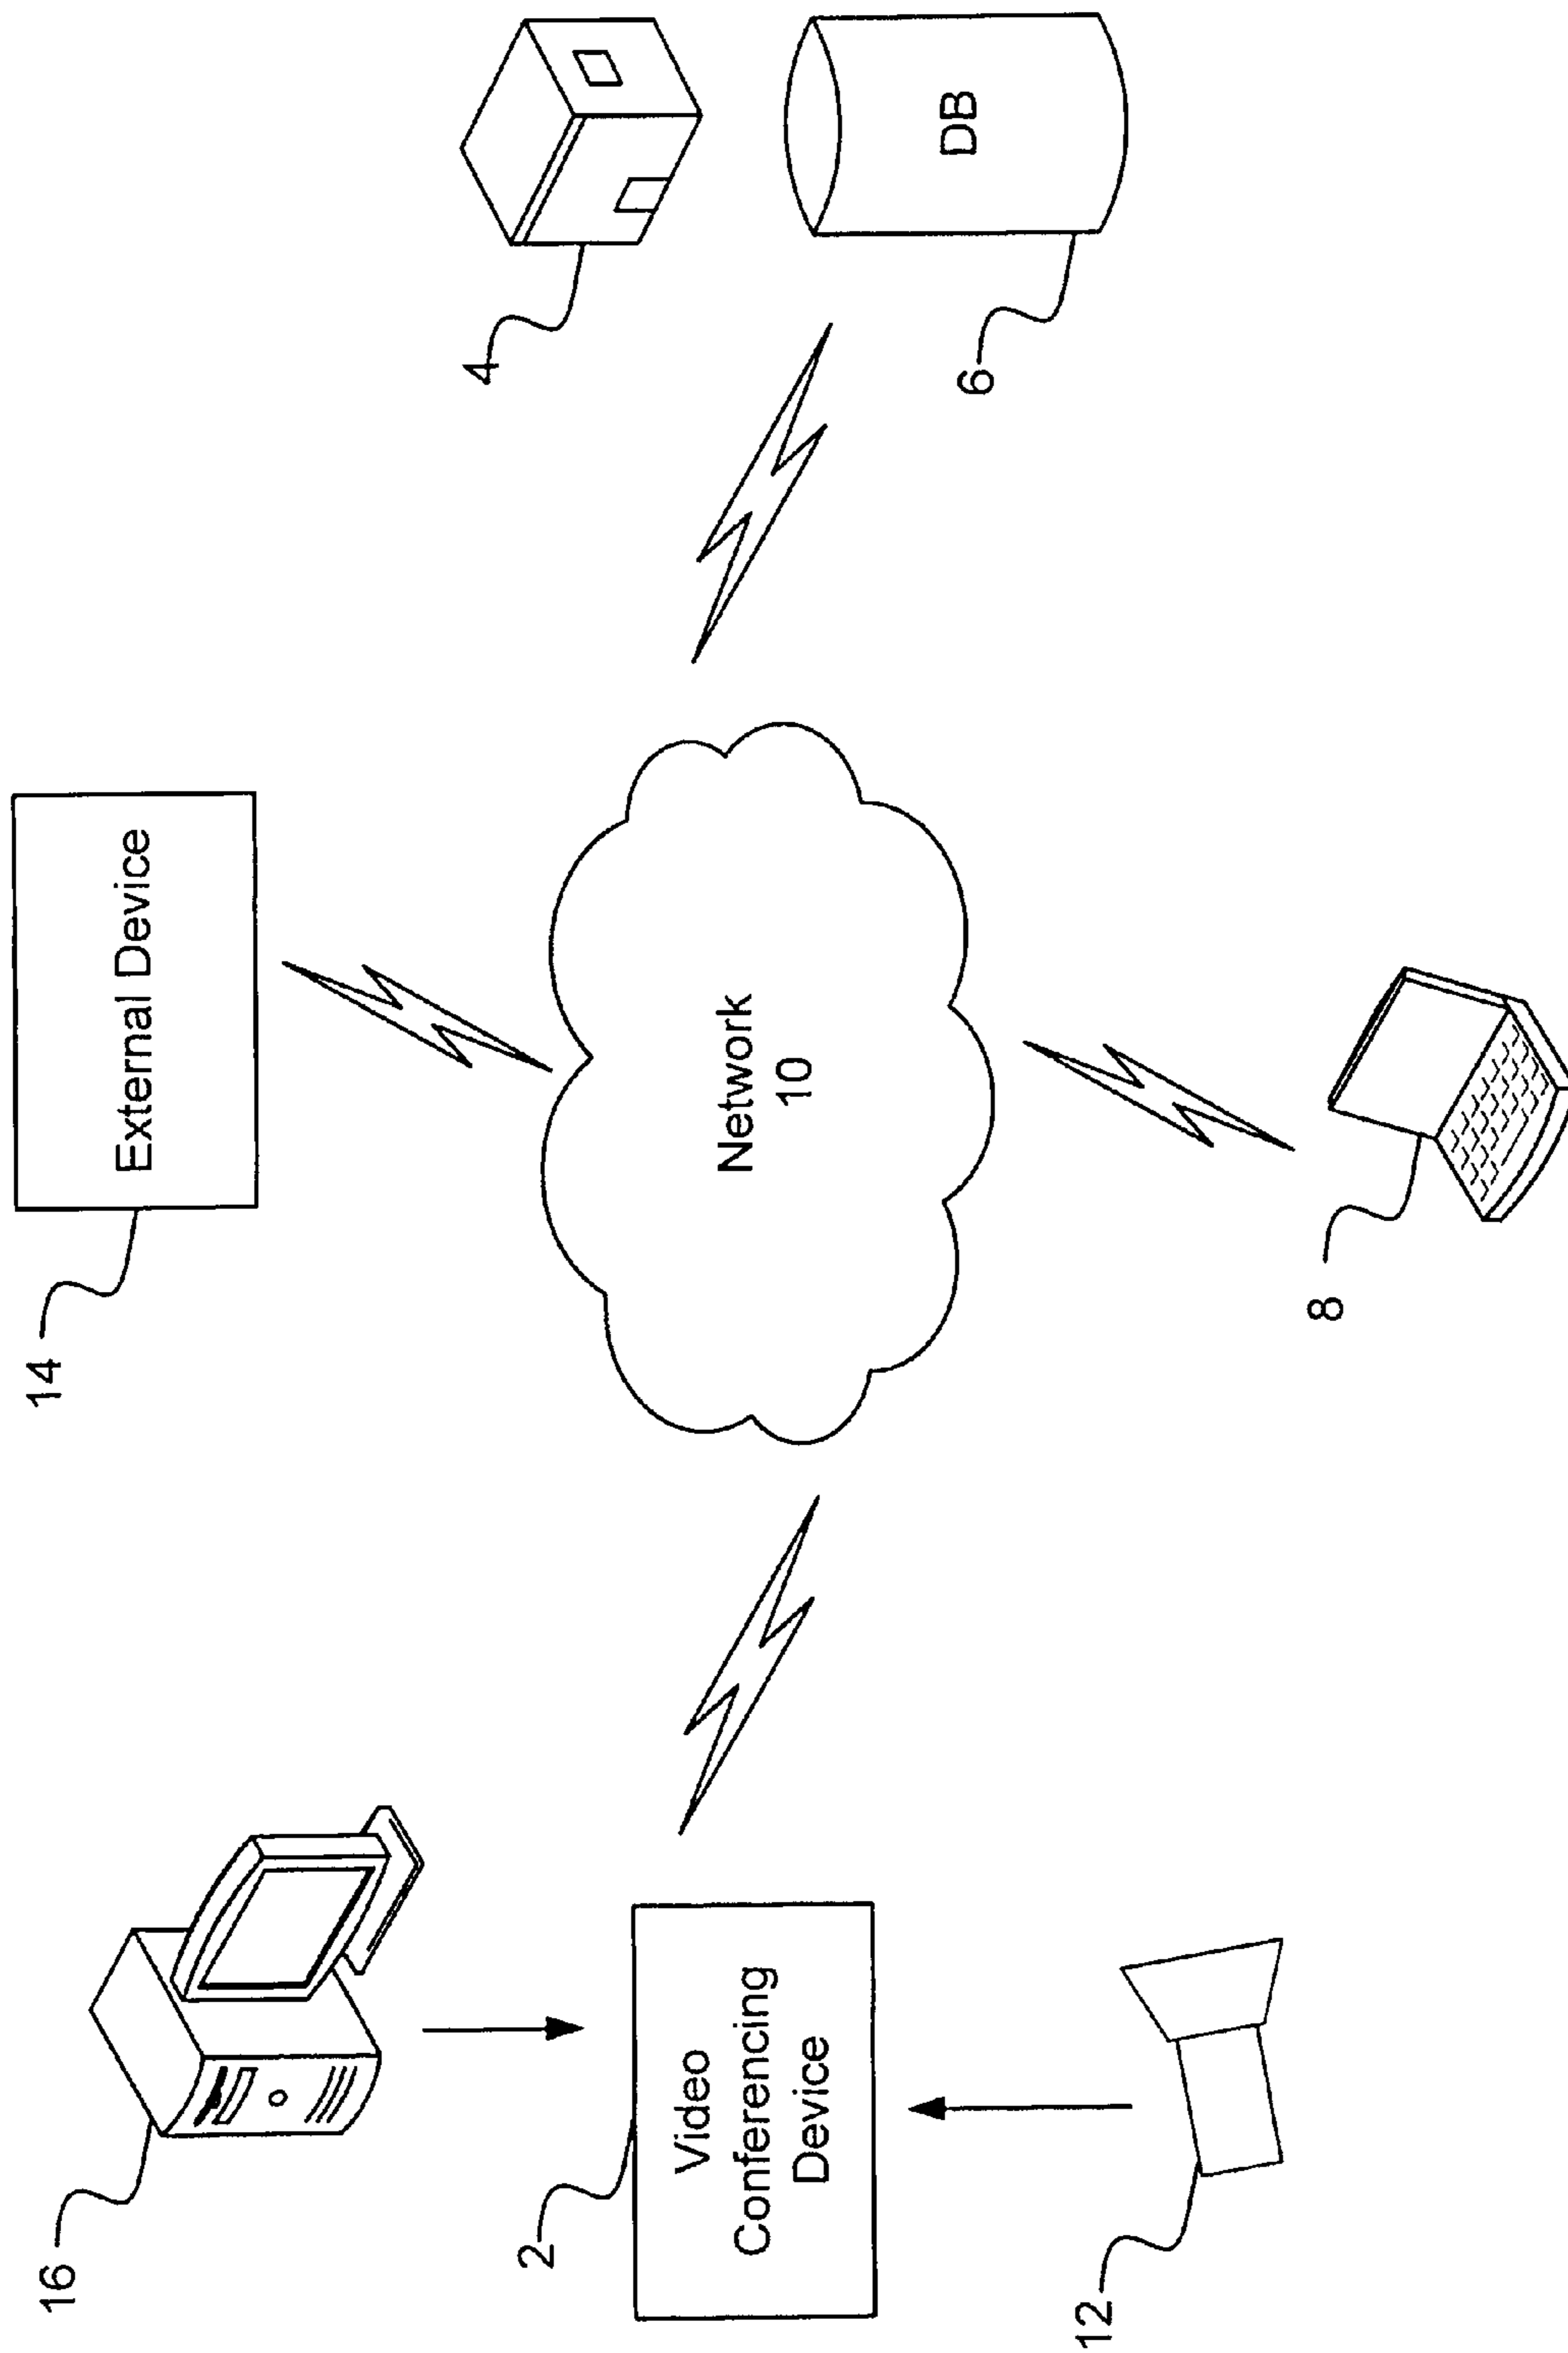 16
14
External Device
4
2
Video
Conferencing
Device
Network
10
6
DB
12
8